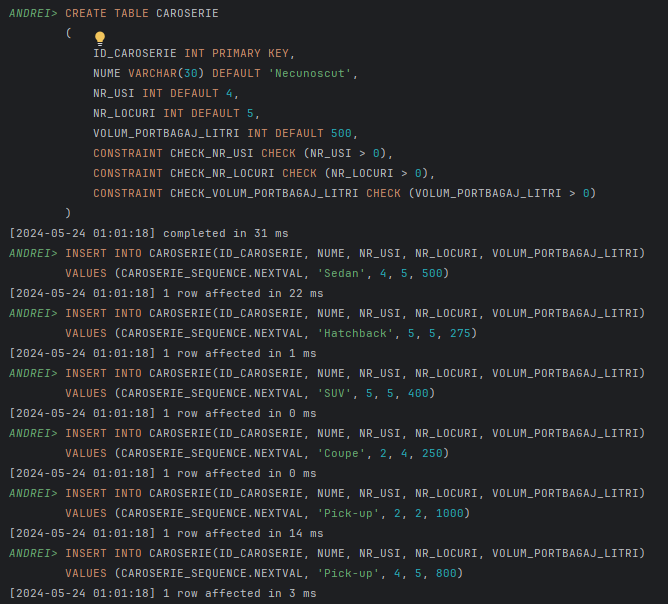 ANDREI> CREATE TABLE CAROSERIE
(
ID_CAROSERIE INT PRIMARY KEY,
NUME VARCHAR(30) DEFAULT 'Necunoscut',
NR_USI INT DEFAULT 4,
NR_LOCURI INT DEFAULT 5,
VOLUM_PORTBAGAJ_LITRI INT DEFAULT 500,
CONSTRAINT CHECK_NR_USI CHECK (NR_USI > 0),
CONSTRAINT CHECK_NR_LOCURI CHECK (NR_LOCURI > 0),
CONSTRAINT CHECK_VOLUM_PORTBAGAJ_LITRI CHECK (VOLUM_PORTBAGAJ_LITRI > 0)
)
[2024-05-24 01:01:18] completed in 31 ms
ANDREI> INSERT INTO CAROSERIE(ID_CAROSERIE, NUME, NR_USI, NR_LOCURI, VOLUM_PORTBAGAJ_LITRI)
VALUES (CAROSERIE_SEQUENCE.NEXTVAL, 'Sedan', 4, 5, 500)
[2024-05-24 01:01:18] 1 row affected in 22 ms
ANDREI> INSERT INTO CAROSERIE(ID_CAROSERIE, NUME, NR_USI, NR_LOCURI, VOLUM_PORTBAGAJ_LITRI)
VALUES (CAROSERIE_SEQUENCE.NEXTVAL, 'Hatchback', 5, 5, 275)
[2024-05-24 01:01:18] 1 row affected in 1 ms
ANDREI> INSERT INTO CAROSERIE(ID_CAROSERIE, NUME, NR_USI, NR_LOCURI, VOLUM_PORTBAGAJ_LITRI)
VALUES (CAROSERIE_SEQUENCE.NEXTVAL, 'SUV', 5, 5, 400)
[2024-05-24 01:01:18] 1 row affected in 0 ms
ANDREI> INSERT INTO CAROSERIE(ID_CAROSERIE, NUME, NR_USI, NR_LOCURI, VOLUM_PORTBAGAJ_LITRI)
VALUES (CAROSERIE_SEQUENCE.NEXTVAL, 'Coupe', 2, 4, 250)
[2024-05-24 01:01:18] 1 row affected in 0 ms
ANDREI> INSERT INTO CAROSERIE(ID_CAROSERIE, NUME, NR_USI, NR_LOCURI, VOLUM_PORTBAGAJ_LITRI)
VALUES (CAROSERIE_SEQUENCE.NEXTVAL, 'Pick-up', 2, 2, 1000)
[2024-05-24 01:01:18] 1 row affected in 14 ms
ANDREI> INSERT INTO CAROSERIE(ID_CAROSERIE, NUME, NR_USI, NR_LOCURI, VOLUM_PORTBAGAJ_LITRI)
VALUES (CAROSERIE_SEQUENCE.NEXTVAL, 'Pick-up', 4, 5, 800)
[2024-05-24 01:01:18] 1 row affected in 3 ms